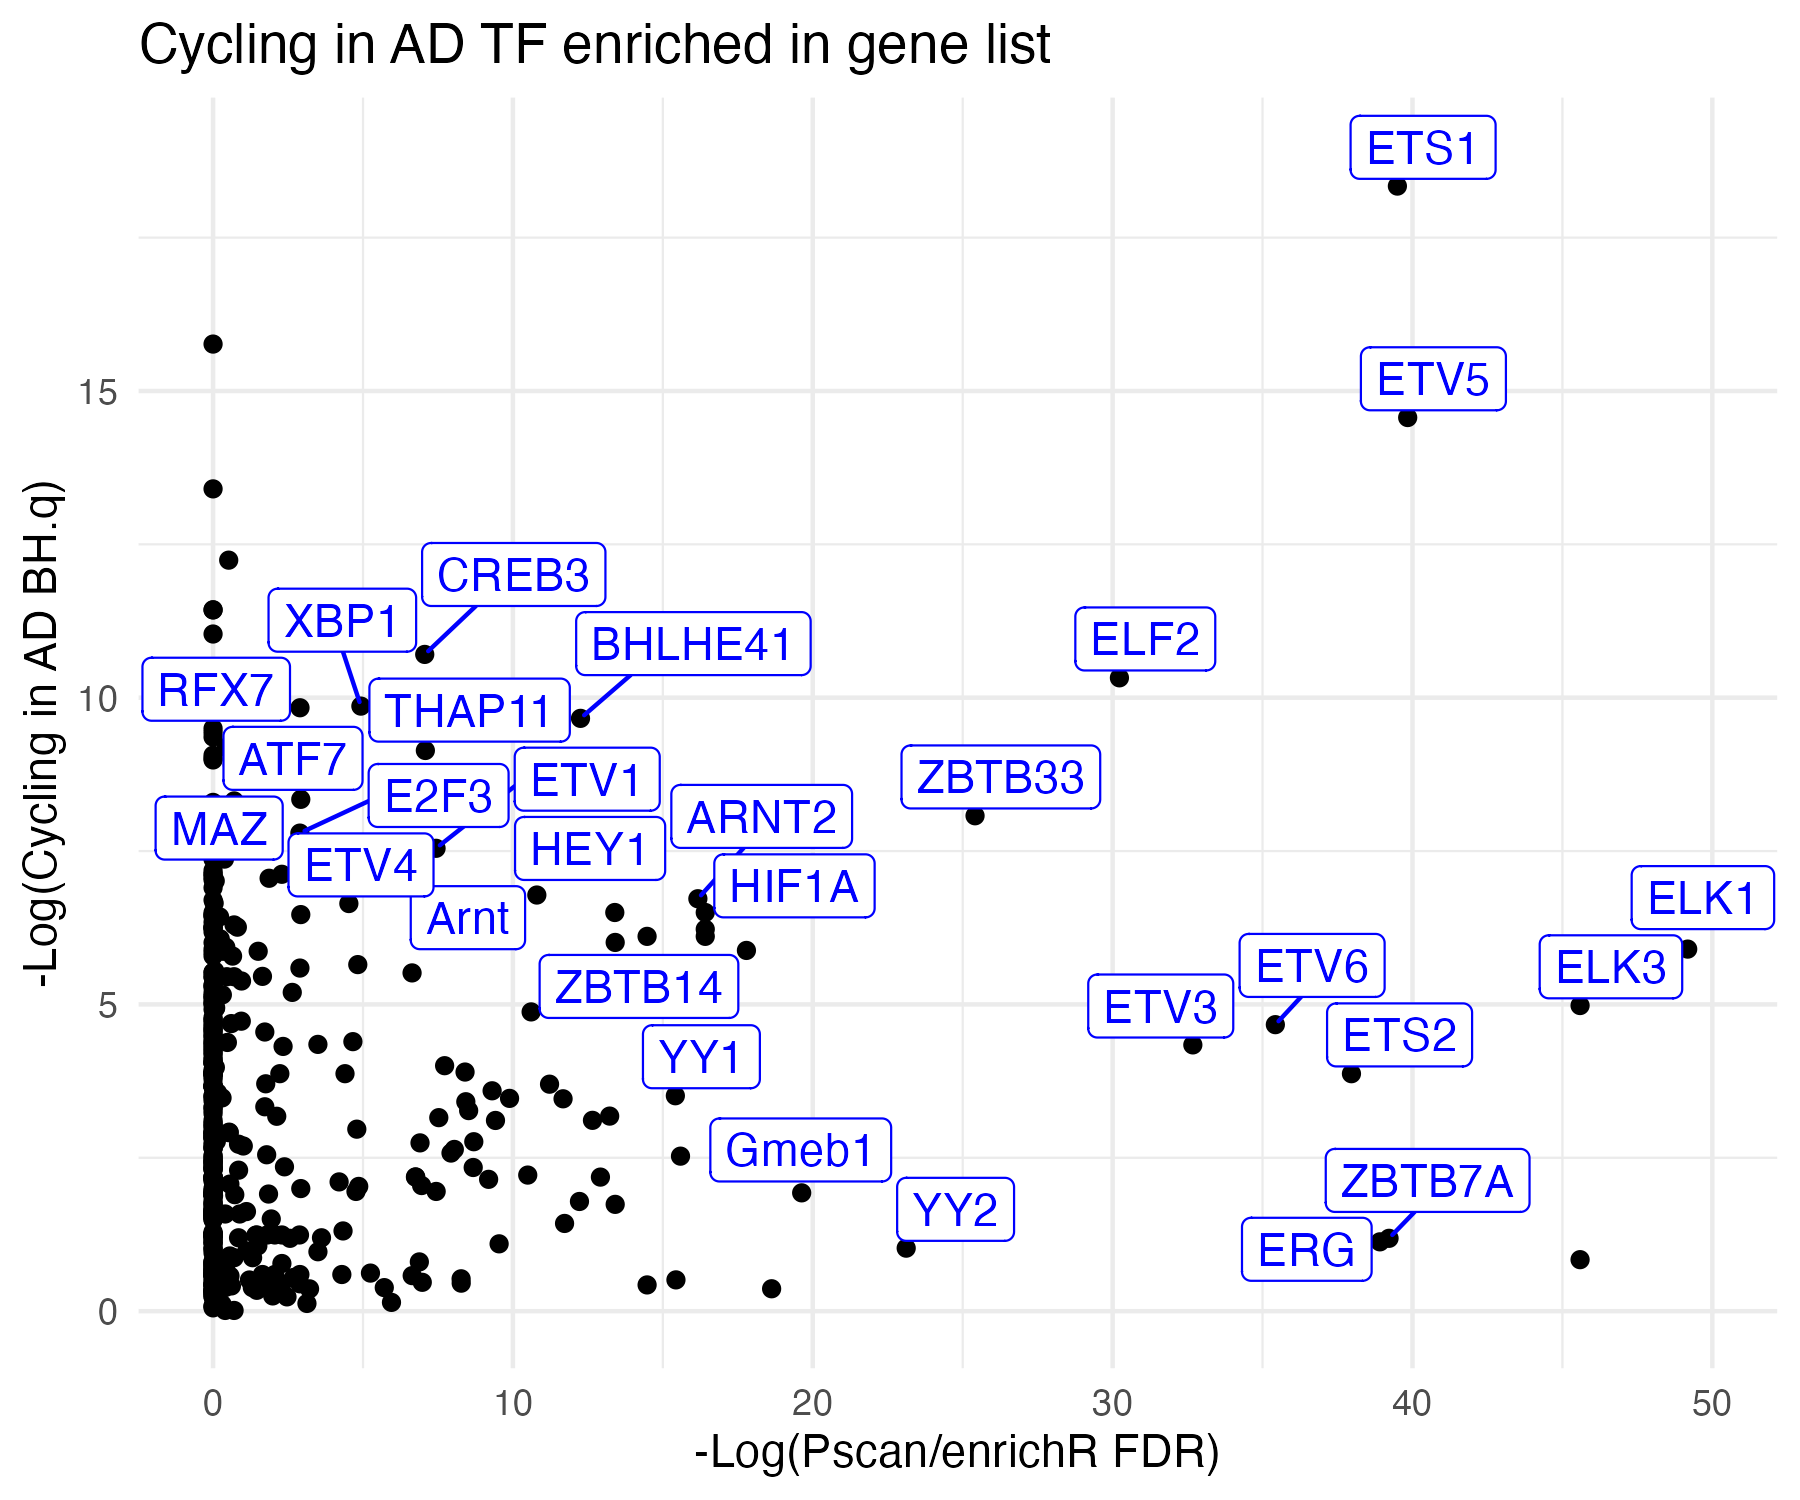 Cycling in AD TF enriched in gene list
ETS1
ETV5
CREB3
XBP1
BHLHE41
ELF2
RFX7
THAP11
ATF7
ETV1
ZBTB33
E2F3
ARNT2
MAZ
HEY1
ETV4
HIF1A
ELK1
Arnt
ETV6
ELK3
ZBTB14
ETV3
ETS2
YY1
Gmeb1
ZBTB7A
YY2
ERG
15
10
5
0
0 10 20 30 40 50
-Log(Pscan/enrichR FDR)
-Log(Cycling in AD BH.q)